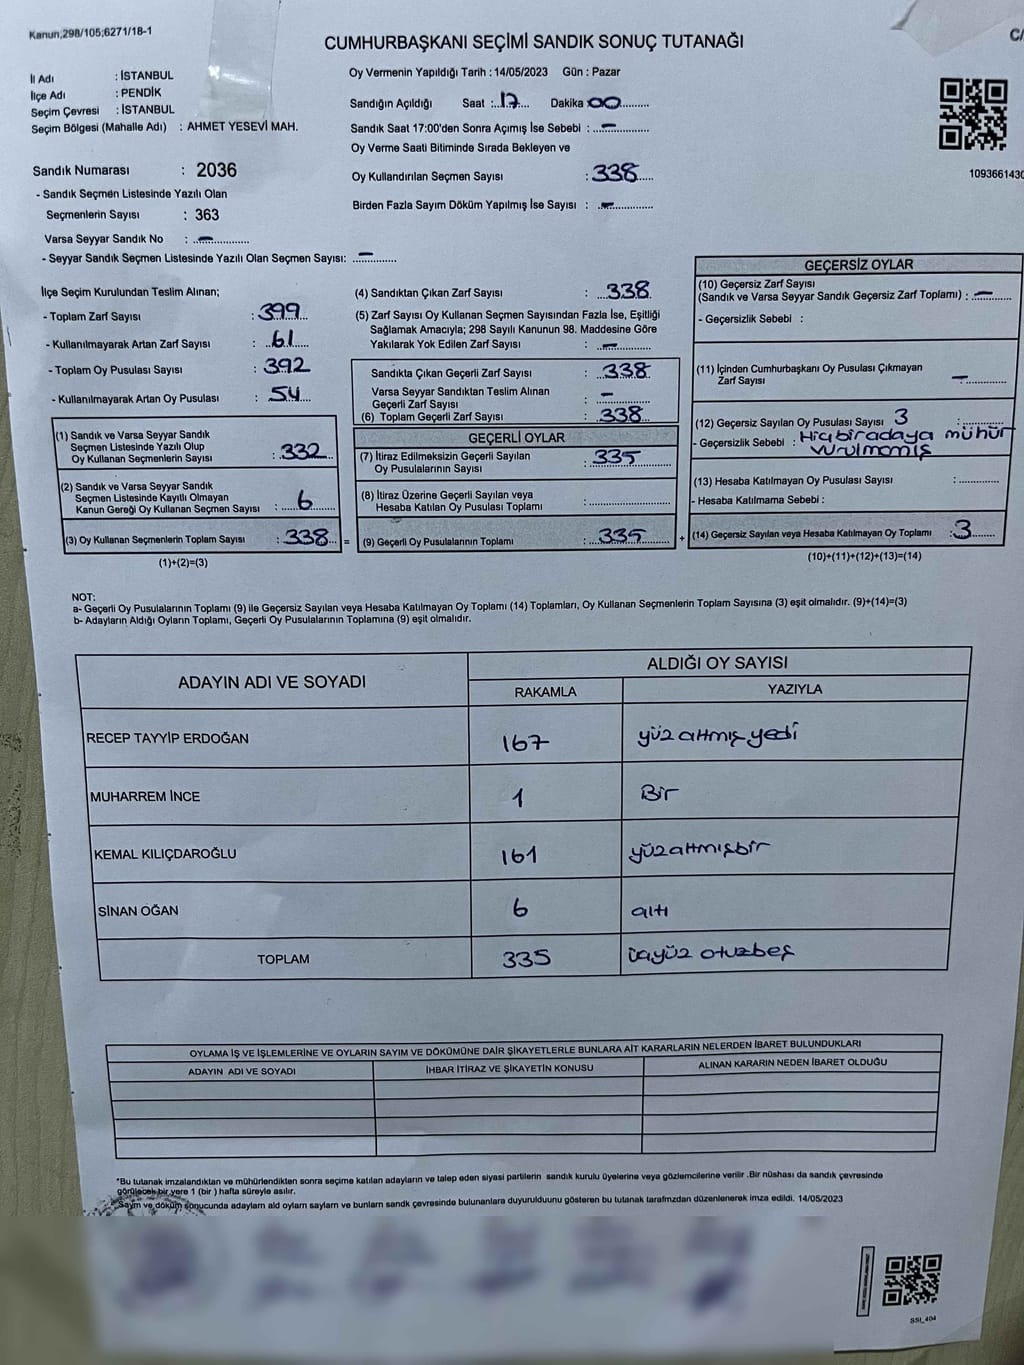 Kanun;298/105;6271/18-1
CUMHURBAŞKANI SEÇİMİ SANDIK SONUÇ TUTANAĞI
C/
İl Adı : İSTANBUL
İlçe Adı : PENDİK
Seçim Çevresi : İSTANBUL
Seçim Bölgesi (Mahalle Adı) : AHMET YESEVİ MAH.
Oy Vermenin Yapıldığı Tarih : 14/05/2023 Gün : Pazar
Sandığın Açıldığı Saat :..17.... Dakika 00.........
Sandık Saat 17:00'den Sonra Açımış İse Sebebi : ..–............
Oy Verme Saati Bitiminde Sırada Bekleyen ve
Oy Kullandırılan Seçmen Sayısı : 338.....
Birden Fazla Sayım Döküm Yapılmış İse Sayısı : ..–............
1093661430
Sandık Numarası : 2036
- Sandık Seçmen Listesinde Yazılı Olan
Seçmenlerin Sayısı : 363
Varsa Seyyar Sandık No : ..–............
- Seyyar Sandık Seçmen Listesinde Yazılı Olan Seçmen Sayısı: ..–............
İlçe Seçim Kurulundan Teslim Alınan;
- Toplam Zarf Sayısı : 399
- Kullanılmayarak Artan Zarf Sayısı : ..61.....
- Toplam Oy Pusulası Sayısı : 392
- Kullanılmayarak Artan Oy Pusulası : 54....
(1) Sandık ve Varsa Seyyar Sandık
Seçmen Listesinde Yazılı Olup
Oy Kullanan Seçmenlerin Sayısı : 332
(2) Sandık ve Varsa Seyyar Sandık
Seçmen Listesinde Kayıtlı Olmayan
Kanun Gereği Oy Kullanan Seçmen Sayısı : 6
(3) Oy Kullanan Seçmenlerin Toplam Sayısı : 338.. =
(1)+(2)=(3)
(4) Sandıktan Çıkan Zarf Sayısı : ...338
(5) Zarf Sayısı Oy Kullanan Seçmen Sayısından Fazla İse, Eşitliği
Sağlamak Amacıyla; 298 Sayılı Kanunun 98. Maddesine Göre
Yakılarak Yok Edilen Zarf Sayısı : ..–............
Sandıkta Çıkan Geçerli Zarf Sayısı : ..338
Varsa Seyyar Sandıktan Teslim Alınan
Geçerli Zarf Sayısı : ..–............
(6) Toplam Geçerli Zarf Sayısı : 338
GEÇERLİ OYLAR
(7) İtiraz Edilmeksizin Geçerli Sayılan
Oy Pusulalarının Sayısı : 335
(8) İtiraz Üzerine Geçerli Sayılan veya
Hesaba Katılan Oy Pusulası Toplamı :..................
(9) Geçerli Oy Pusulalarının Toplamı : ...335........ +
GEÇERSİZ OYLAR
(10) Geçersiz Zarf Sayısı
(Sandık ve Varsa Seyyar Sandık Geçersiz Zarf Toplamı) : ..–........
- Geçersizlik Sebebi :
(11) İçinden Cumhurbaşkanı Oy Pusulası Çıkmayan
Zarf Sayısı –:............
(12) Geçersiz Sayılan Oy Pusulası Sayısı 3 :............
- Geçersizlik Sebebi : Hiçbiradaya mühür
vurulmamış
(13) Hesaba Katılmayan Oy Pusulası Sayısı :............
- Hesaba Katılmama Sebebi :
(14) Geçersiz Sayılan veya Hesaba Katılmayan Oy Toplamı :3.......
(10)+(11)+(12)+(13)=(14)
NOT:
a- Geçerli Oy Pusulalarının Toplamı (9) ile Geçersiz Sayılan veya Hesaba Katılmayan Oy Toplamı (14) Toplamları, Oy Kullanan Seçmenlerin Toplam Sayısına (3) eşit olmalıdır. (9)+(14)=(3)
b- Adayların Aldığı Oyların Toplamı, Geçerli Oy Pusulalarının Toplamına (9) eşit olmalıdır.
ADAYIN ADI VE SOYADI
ALDIĞI OY SAYISI
RAKAMLA YAZIYLA
RECEP TAYYİP ERDOĞAN 167 yüz altmış yedi
MUHARREM İNCE 1 Bir
KEMAL KILIÇDAROĞLU 161 yüzaltmışbir
SİNAN OĞAN 6 altı
TOPLAM 335 üçyüz otuzbeş
OYLAMA İŞ VE İŞLEMLERİNE VE OYLARIN SAYIM VE DÖKÜMÜNE DAİR ŞİKAYETLERLE BUNLARA AİT KARARLARIN NELERDEN İBARET BULUNDUKLARI
ADAYIN ADI VE SOYADI İHBAR İTİRAZ VE ŞİKAYETİN KONUSU ALINAN KARARIN NEDEN İBARET OLDUĞU
*Bu tutanak imzalandıktan ve mühürlendikten sonra seçime katılan adayların ve talep eden siyasi partilerin sandık kurulu üyelerine veya gözlemcilerine verilir .Bir nüshası da sandık çevresinde
görülecek bir yere 1 (bir ) hafta süreyle asılır.
Sayım ve döküm sonucunda adayların ald oyların sayların ve bunların sandk çevresinde bulunanlara duyurulduunu gösteren bu tutanak tarafmzdan düzenlenerek imza edildi. 14/05/2023
SSI_404